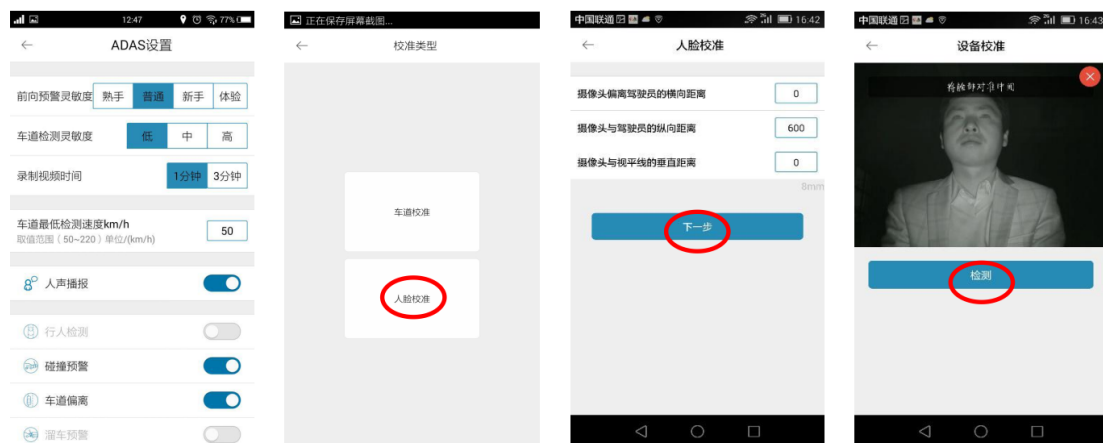 12:47
77%
ADAS设置
前向预警灵敏度
熟手
普通
新手
体验
车道检测灵敏度
低
中
高
录制视频时间
1分钟
3分钟
车道最低检测速度km/h
50
取值范围（50~220）单位/(km/h)
人声播报
行人检测
碰撞预警
车道偏离
溜车预警
正在保存屏幕截图...
校准类型
车道校准
人脸校准
中国联通
16:42
人脸校准
摄像头偏离驾驶员的横向距离
0
摄像头与驾驶员的纵向距离
600
摄像头与视平线的垂直距离
0
8mm
下一步
中国联通
16:43
设备校准
将脸部对准中间
检测